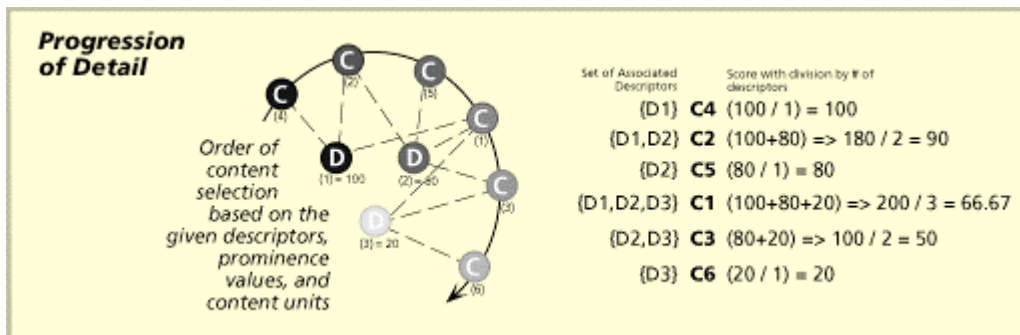 Progression
of Detail
C
(4)
C
(2)
C
(5)
C
(1)
D
(1) = 100
D
(2) = 80
C
(3)
D
(3) = 20
C
(6)
Order of
content
selection
based on the
given descriptors,
prominence
values, and
content units
Set of Associated
Descriptors
Score with division by # of
descriptors
{D1} C4 (100 / 1) = 100
{D1,D2} C2 (100+80) => 180 / 2 = 90
{D2} C5 (80 / 1) = 80
{D1,D2,D3} C1 (100+80+20) => 200 / 3 = 66.67
{D2,D3} C3 (80+20) => 100 / 2 = 50
{D3} C6 (20 / 1) = 20